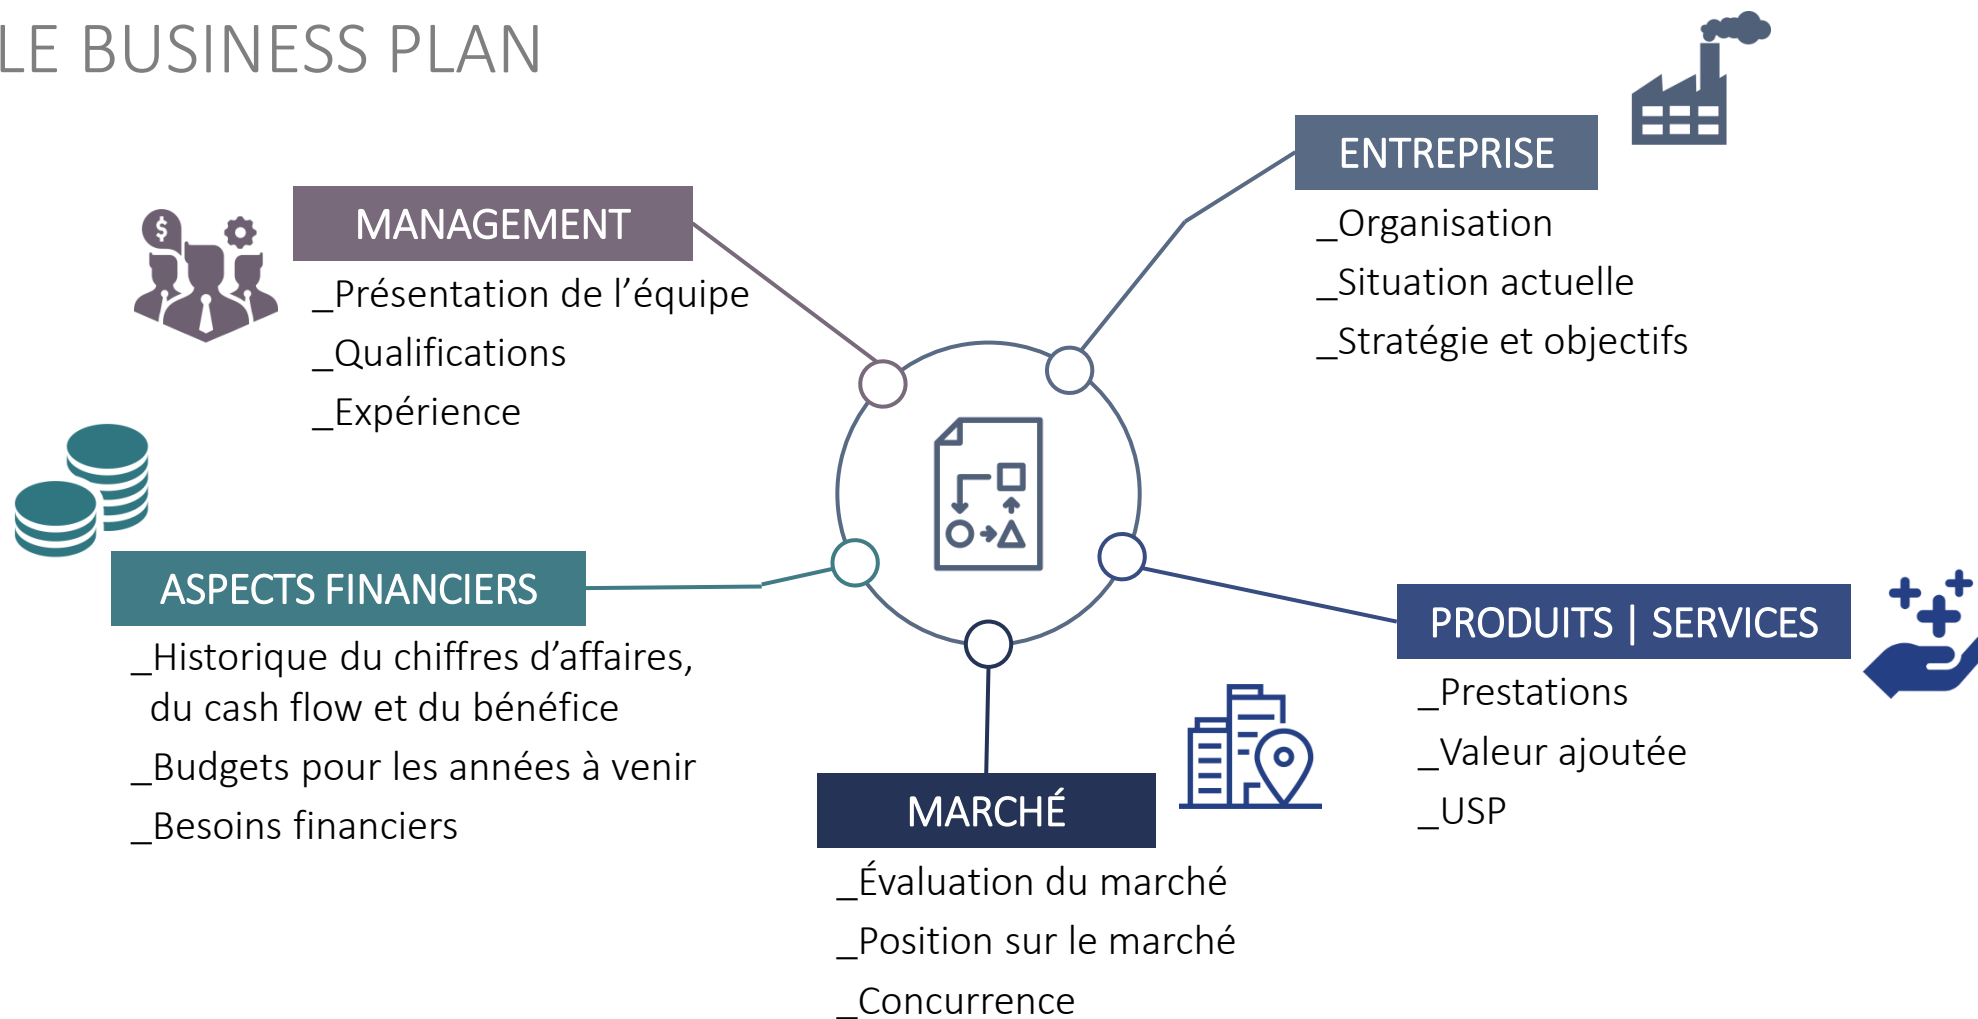 LE BUSINESS PLAN
ENTREPRISE
_Organisation
_Situation actuelle
_Stratégie et objectifs
MANAGEMENT
_Présentation de l’équipe
_Qualifications
_Expérience
$
ASPECTS FINANCIERS
_Historique du chiffres d’affaires,
du cash flow et du bénéfice
_Budgets pour les années à venir
_Besoins financiers
PRODUITS | SERVICES
_Prestations
_Valeur ajoutée
_USP
MARCHÉ
_Évaluation du marché
_Position sur le marché
_Concurrence